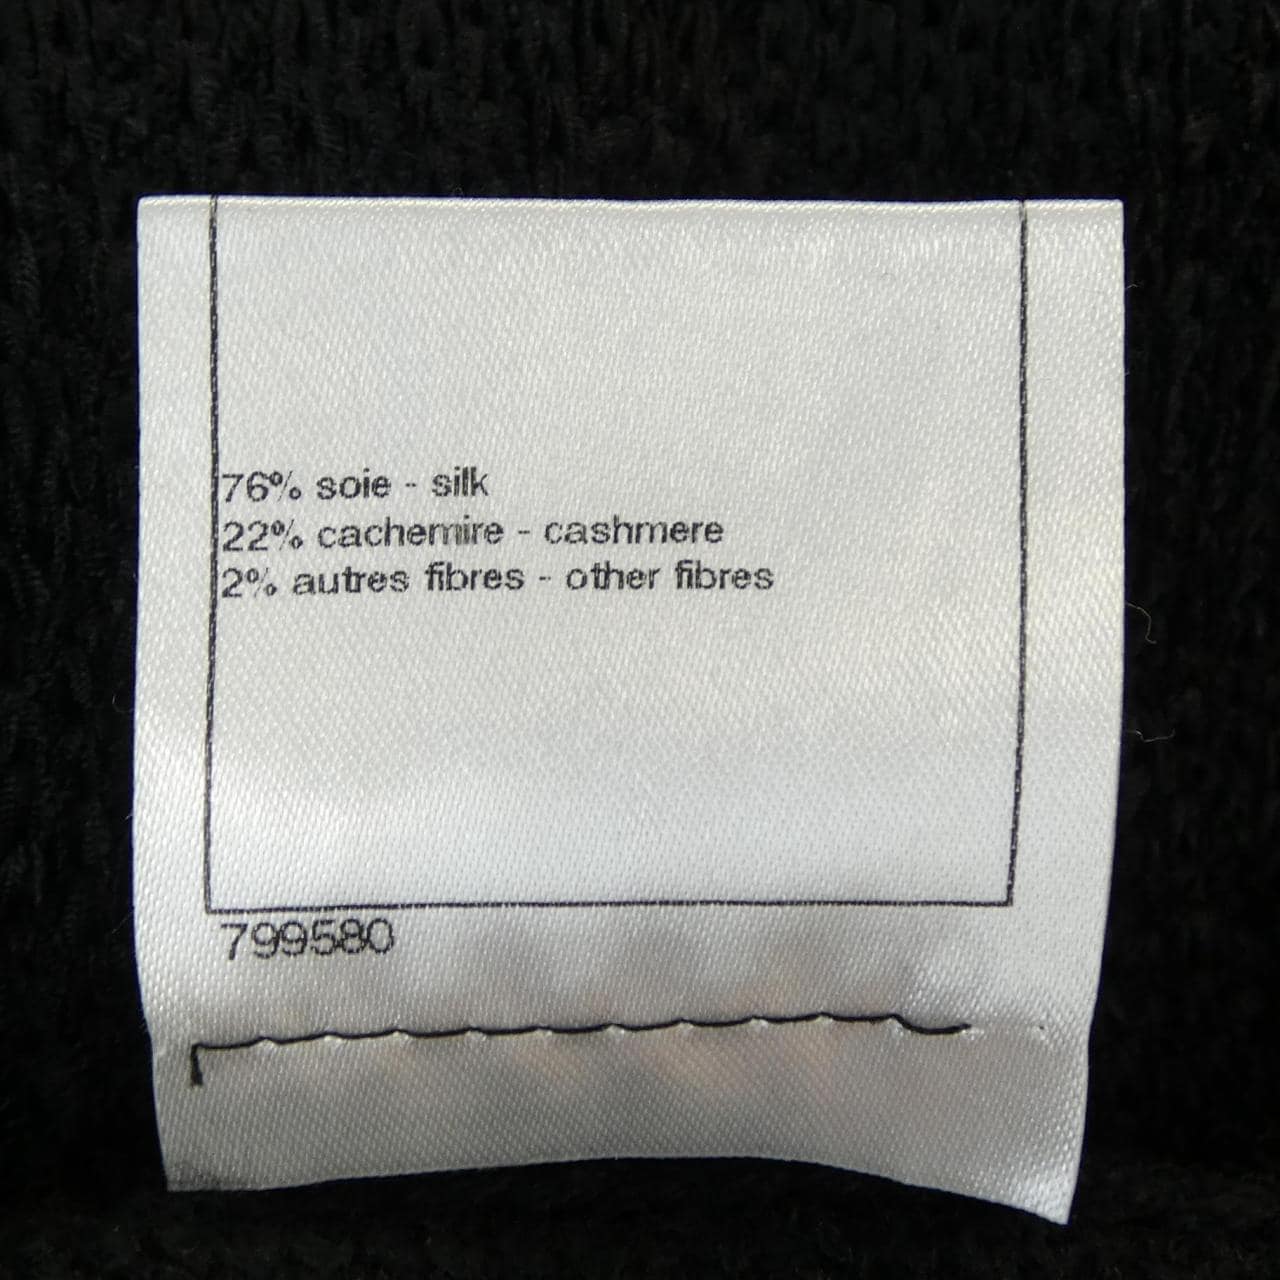 76% soie - silk
22% cachemire - cashmere
2% autres fibres - other fibres
799580